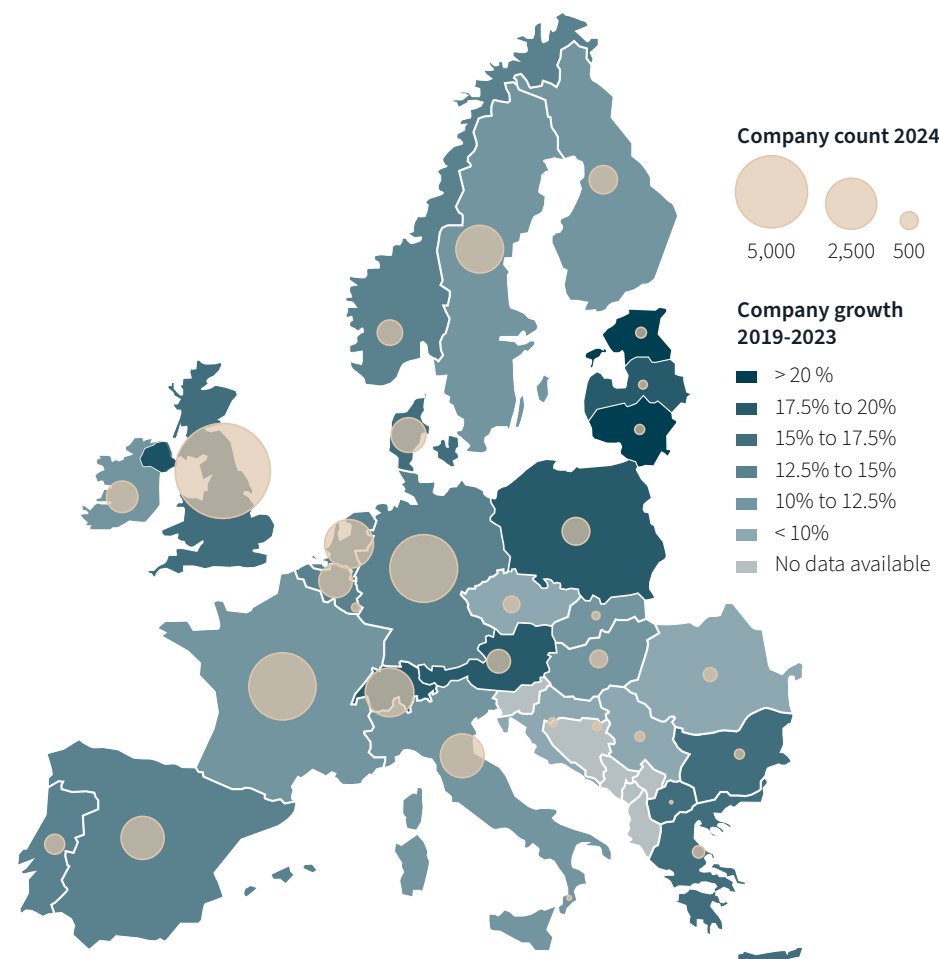 Company count 2024
5,000 2,500 500
Company growth
2019-2023
> 20 %
17.5% to 20%
15% to 17.5%
12.5% to 15%
10% to 12.5%
< 10%
No data available